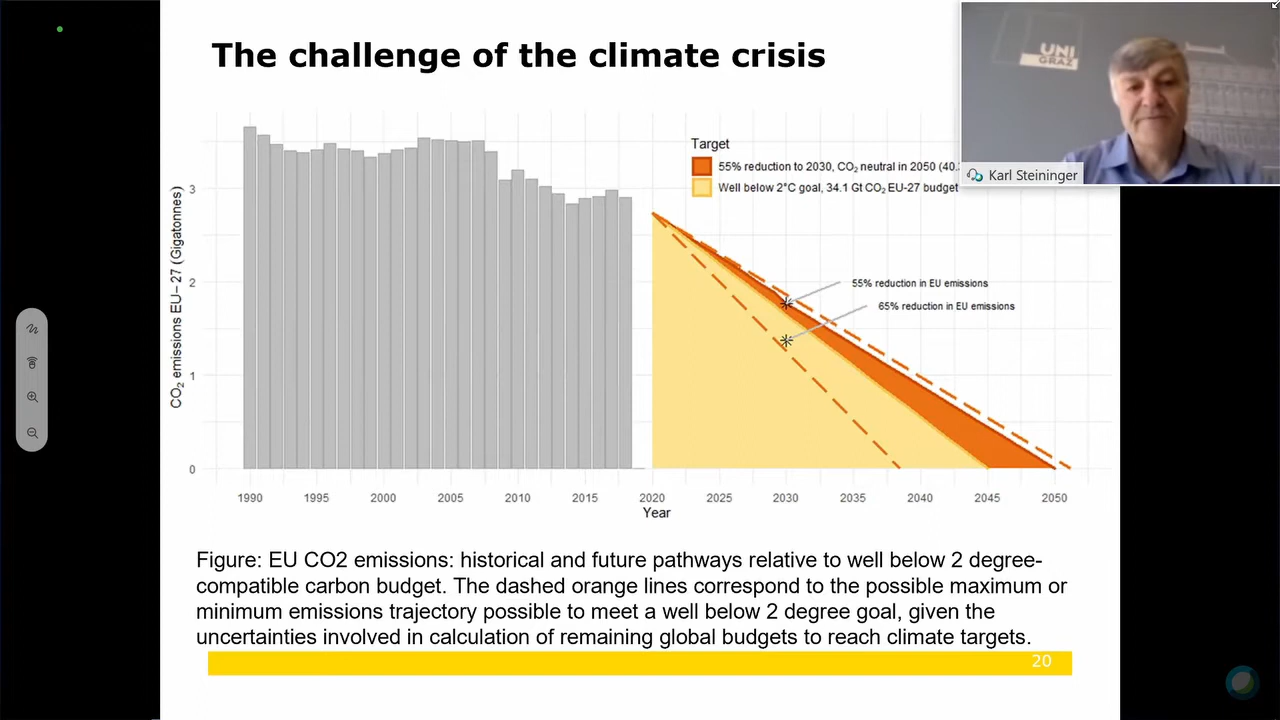 The challenge of the climate crisis
UNI
GRAZ
Karl Steininger
Target
55% reduction to 2030, CO₂ neutral in 2050 (40.
Well below 2°C goal, 34.1 Gt CO₂ EU-27 budget
55% reduction in EU emissions
65% reduction in EU emissions
CO₂ emissions EU–27 (Gigatonnes)
3
2
1
0
1990 1995 2000 2005 2010 2015 2020 2025 2030 2035 2040 2045 2050
Year
Figure: EU CO2 emissions: historical and future pathways relative to well below 2 degree-
compatible carbon budget. The dashed orange lines correspond to the possible maximum or
minimum emissions trajectory possible to meet a well below 2 degree goal, given the
uncertainties involved in calculation of remaining global budgets to reach climate targets.
20